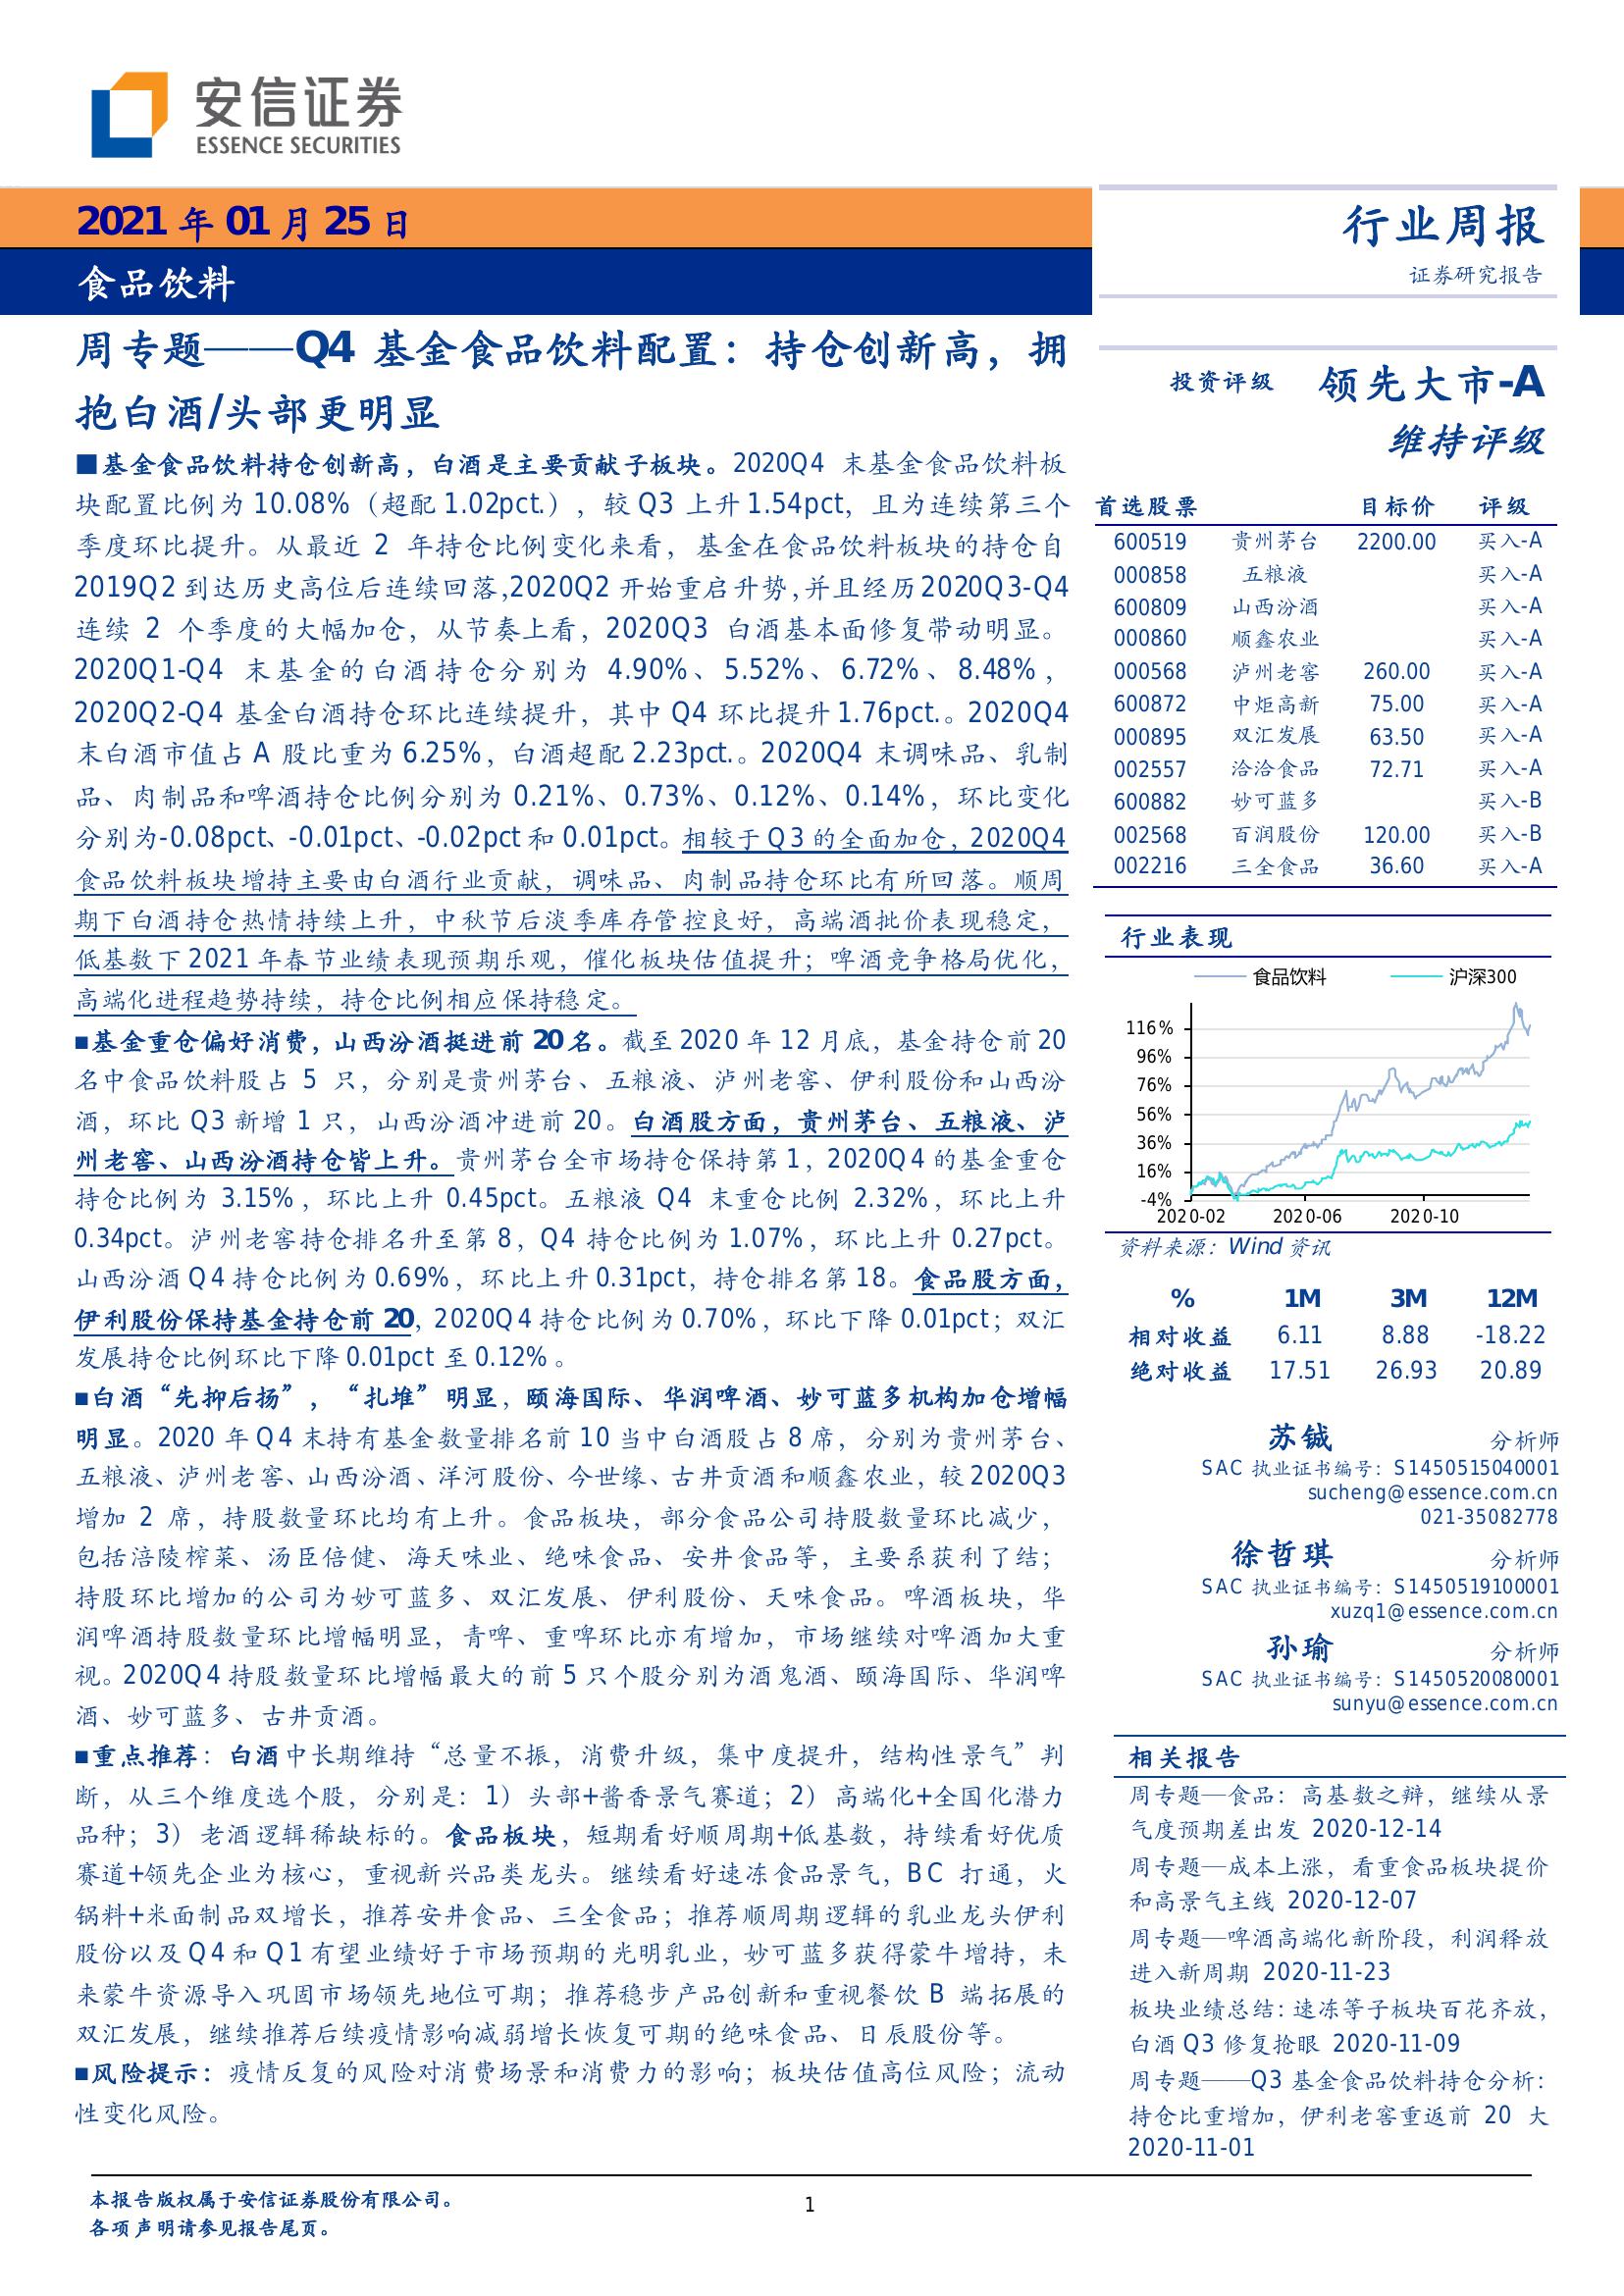 安信证券
ESSENCE SECURITIES
2021 年 01 月 25 日
食品饮料
行业周报
证券研究报告
周专题——Q4 基金食品饮料配置：持仓创新高，拥
抱白酒/头部更明显
■基金食品饮料持仓创新高，白酒是主要贡献子板块。2020Q4 末基金食品饮料板
块配置比例为 10.08%（超配 1.02pct.），较 Q3 上升 1.54pct，且为连续第三个
季度环比提升。从最近 2 年持仓比例变化来看，基金在食品饮料板块的持仓自
2019Q2 到达历史高位后连续回落,2020Q2 开始重启升势,并且经历 2020Q3-Q4
连续 2 个季度的大幅加仓，从节奏上看，2020Q3 白酒基本面修复带动明显。
2020Q1-Q4 末基金的白酒持仓分别为 4.90%、5.52%、6.72%、8.48%，
2020Q2-Q4 基金白酒持仓环比连续提升，其中 Q4 环比提升 1.76pct.。2020Q4
末白酒市值占 A 股比重为 6.25%，白酒超配 2.23pct.。2020Q4 末调味品、乳制
品、肉制品和啤酒持仓比例分别为 0.21%、0.73%、0.12%、0.14%，环比变化
分别为-0.08pct、-0.01pct、-0.02pct 和 0.01pct。相较于 Q3 的全面加仓，2020Q4
食品饮料板块增持主要由白酒行业贡献，调味品、肉制品持仓环比有所回落。顺周
期下白酒持仓热情持续上升，中秋节后淡季库存管控良好，高端酒批价表现稳定，
低基数下 2021 年春节业绩表现预期乐观，催化板块估值提升；啤酒竞争格局优化，
高端化进程趋势持续，持仓比例相应保持稳定。
■基金重仓偏好消费，山西汾酒挺进前 20 名。截至 2020 年 12 月底，基金持仓前 20
名中食品饮料股占 5 只，分别是贵州茅台、五粮液、泸州老窖、伊利股份和山西汾
酒，环比 Q3 新增 1 只，山西汾酒冲进前 20。白酒股方面，贵州茅台、五粮液、泸
州老窖、山西汾酒持仓皆上升。贵州茅台全市场持仓保持第 1，2020Q4 的基金重仓
持仓比例为 3.15%，环比上升 0.45pct。五粮液 Q4 末重仓比例 2.32%，环比上升
0.34pct。泸州老窖持仓排名升至第 8，Q4 持仓比例为 1.07%，环比上升 0.27pct。
山西汾酒 Q4 持仓比例为 0.69%，环比上升 0.31pct，持仓排名第 18。食品股方面，
伊利股份保持基金持仓前 20，2020Q4 持仓比例为 0.70%，环比下降 0.01pct；双汇
发展持仓比例环比下降 0.01pct 至 0.12%。
■白酒“先抑后扬”，“扎堆”明显，颐海国际、华润啤酒、妙可蓝多机构加仓增幅
明显。2020 年 Q4 末持有基金数量排名前 10 当中白酒股占 8 席，分别为贵州茅台、
五粮液、泸州老窖、山西汾酒、洋河股份、今世缘、古井贡酒和顺鑫农业，较 2020Q3
增加 2 席，持股数量环比均有上升。食品板块，部分食品公司持股数量环比减少，
包括涪陵榨菜、汤臣倍健、海天味业、绝味食品、安井食品等，主要系获利了结；
持股环比增加的公司为妙可蓝多、双汇发展、伊利股份、天味食品。啤酒板块，华
润啤酒持股数量环比增幅明显，青啤、重啤环比亦有增加，市场继续对啤酒加大重
视。2020Q4 持股数量环比增幅最大的前 5 只个股分别为酒鬼酒、颐海国际、华润啤
酒、妙可蓝多、古井贡酒。
■重点推荐：白酒中长期维持“总量不振，消费升级，集中度提升，结构性景气”判
断，从三个维度选个股，分别是：1）头部+酱香景气赛道；2）高端化+全国化潜力
品种；3）老酒逻辑稀缺标的。食品板块，短期看好顺周期+低基数，持续看好优质
赛道+领先企业为核心，重视新兴品类龙头。继续看好速冻食品景气，BC 打通，火
锅料+米面制品双增长，推荐安井食品、三全食品；推荐顺周期逻辑的乳业龙头伊利
股份以及 Q4 和 Q1 有望业绩好于市场预期的光明乳业，妙可蓝多获得蒙牛增持，未
来蒙牛资源导入巩固市场领先地位可期；推荐稳步产品创新和重视餐饮 B 端拓展的
双汇发展，继续推荐后续疫情影响减弱增长恢复可期的绝味食品、日辰股份等。
■风险提示：疫情反复的风险对消费场景和消费力的影响；板块估值高位风险；流动
性变化风险。
投资评级 领先大市-A
维持评级
首选股票 目标价 评级
600519 贵州茅台 2200.00 买入-A
000858 五粮液 买入-A
600809 山西汾酒 买入-A
000860 顺鑫农业 买入-A
000568 泸州老窖 260.00 买入-A
600872 中炬高新 75.00 买入-A
000895 双汇发展 63.50 买入-A
002557 洽洽食品 72.71 买入-A
600882 妙可蓝多 买入-B
002568 百润股份 120.00 买入-B
002216 三全食品 36.60 买入-A
行业表现
食品饮料 沪深300
116%
96%
76%
56%
36%
16%
-4%
2020-02 2020-06 2020-10
资料来源：Wind 资讯
% 1M 3M 12M
相对收益 6.11 8.88 -18.22
绝对收益 17.51 26.93 20.89
苏铖 分析师
SAC 执业证书编号：S1450515040001
sucheng@essence.com.cn
021-35082778
徐哲琪 分析师
SAC 执业证书编号：S1450519100001
xuzq1@essence.com.cn
孙瑜 分析师
SAC 执业证书编号：S1450520080001
sunyu@essence.com.cn
相关报告
周专题—食品：高基数之辩，继续从景
气度预期差出发 2020-12-14
周专题—成本上涨，看重食品板块提价
和高景气主线 2020-12-07
周专题—啤酒高端化新阶段，利润释放
进入新周期 2020-11-23
板块业绩总结：速冻等子板块百花齐放，
白酒 Q3 修复抢眼 2020-11-09
周专题——Q3 基金食品饮料持仓分析：
持仓比重增加，伊利老窖重返前 20 大
2020-11-01
本报告版权属于安信证券股份有限公司。
各项声明请参见报告尾页。
1